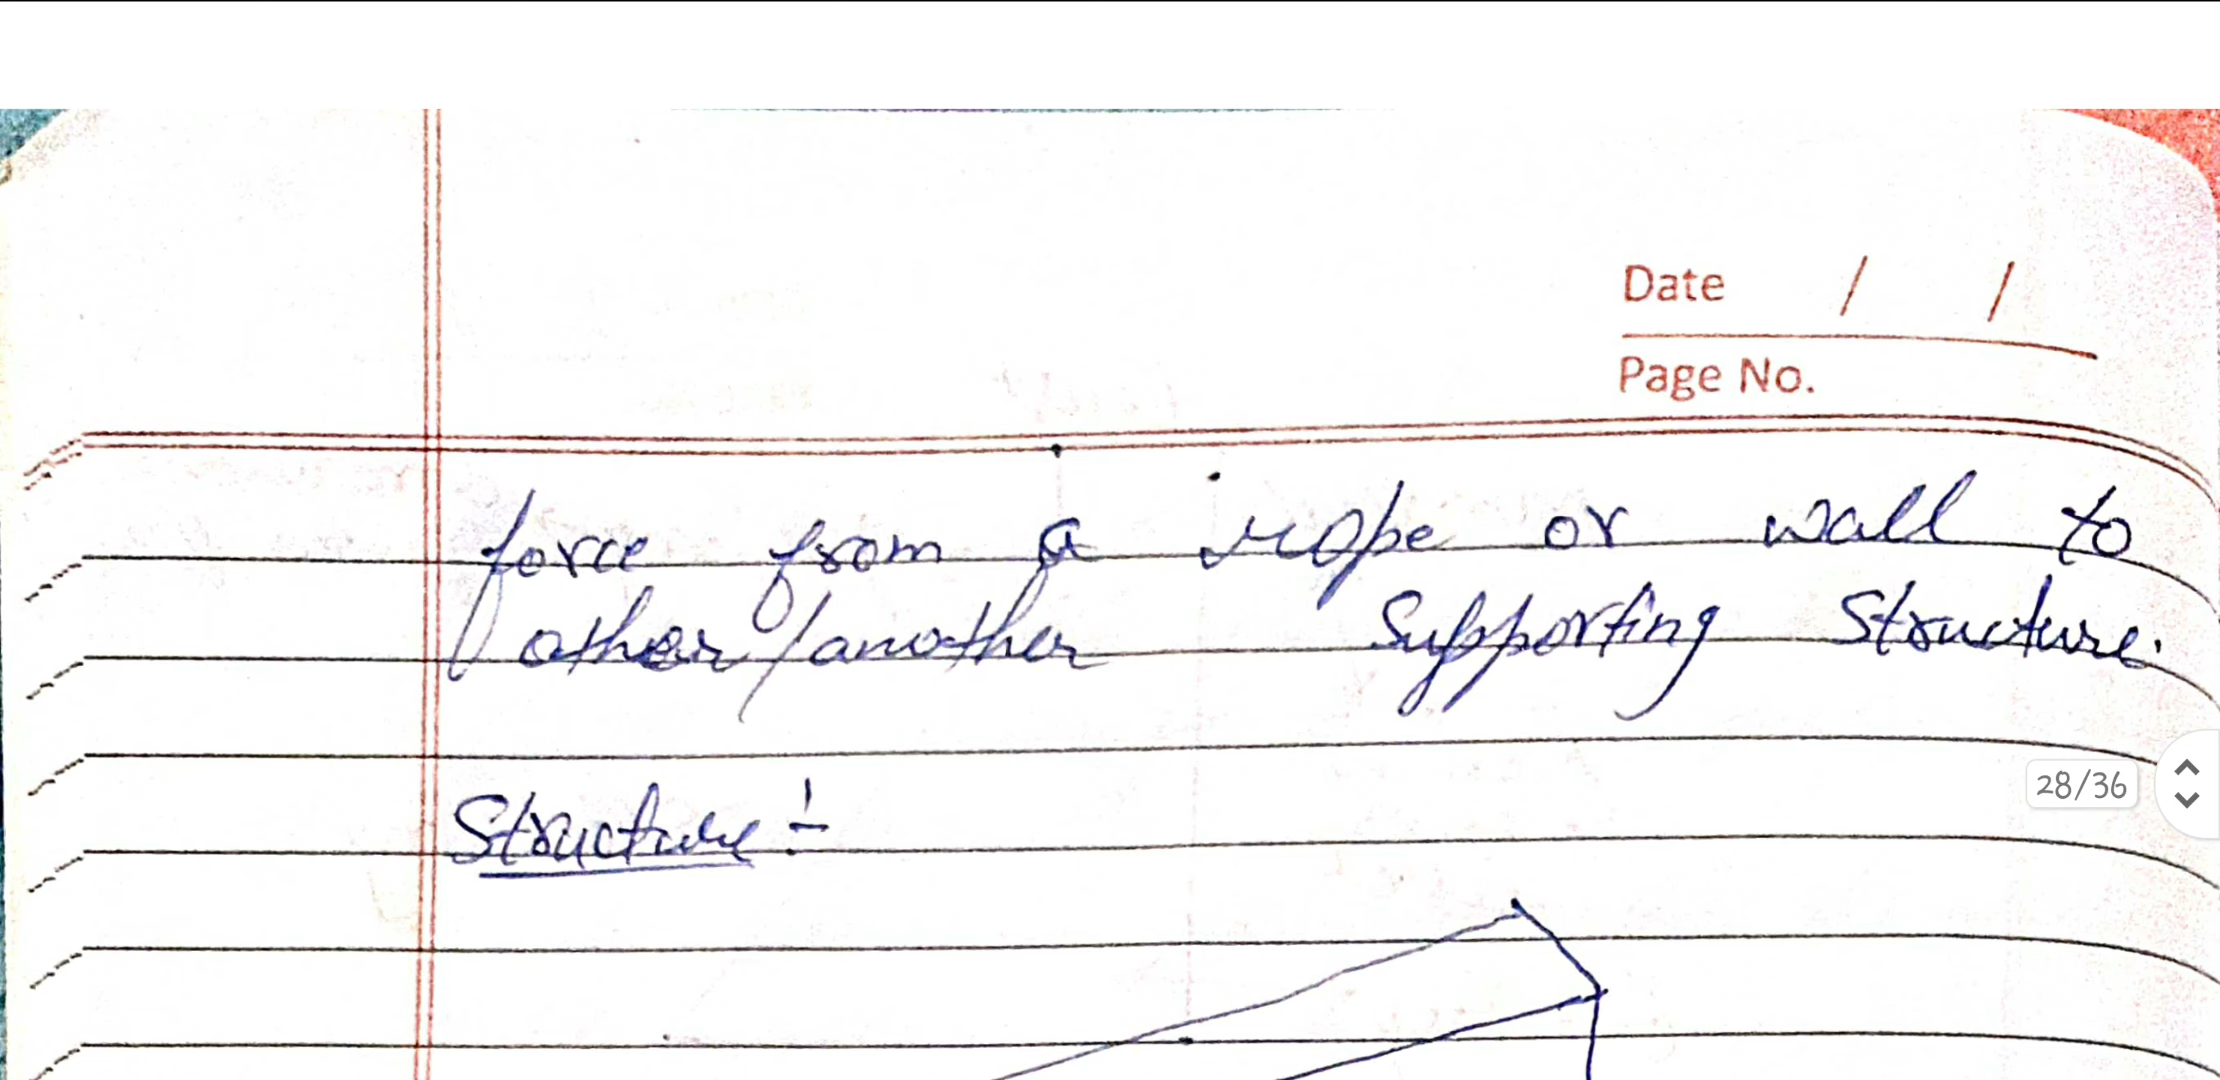 Date / /
Page No.
force from a rope or wall to
other/another Supporting Structure.
28/36
Structure :-